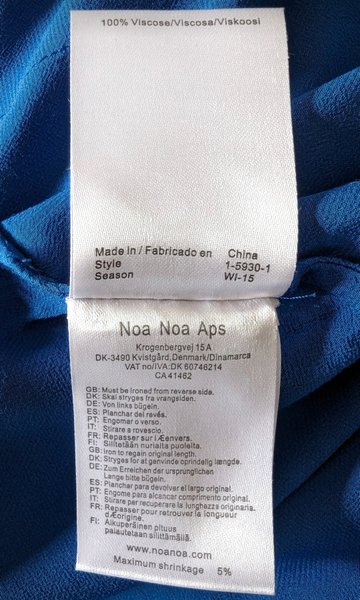 100% Viscose/Viscosa/Viskoosi
Made in / Fabricado en China
Style 1-5930-1
Season WI-15
Noa Noa Aps
Krogenbergvej 15 A
DK-3490 Kvistgård,Denmark/Dinamarca
VAT no/IVA:DK 60746214
CA 41462
GB: Must be Ironed from reverse side.
DK: Skal stryges fra vrangsiden.
DE: Von links bügeln.
ES: Planchar del revés.
PT: Engomar o verso.
IT: Stirare a rovescio.
FR: Repasser sur l Æenvers.
FI: Silitetään nurjalta puolelta.
GB: Iron to regain original length.
DK: Stryges for at genvinde oprindelig længde.
DE: Zum Erreichen der ursprunglichen
Lange bitte bügeln.
ES: Planchar para devolver el largo original.
PT: Engome para alcançar comprimento original.
IT: Stirare per recuperare la lunghezza originaria.
FR: Repasser pour retrouver la longueur
dÆorigine.
FI: Alkuperäinen pituus
palautetaan silittämällä.
www.noanoa.com
Maximum shrinkage 5%